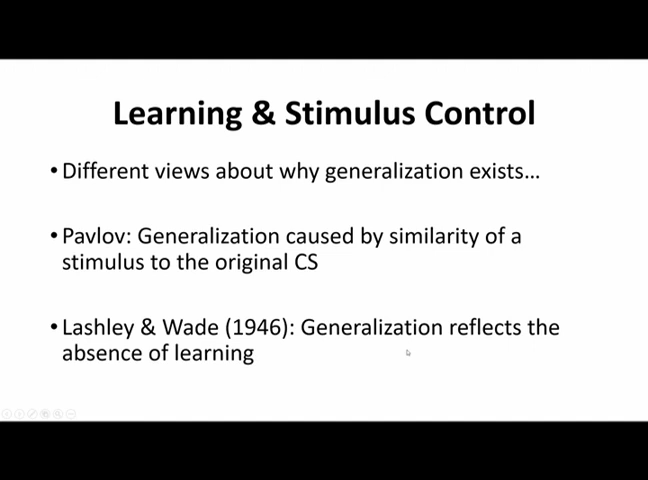 Learning & Stimulus Control
• Different views about why generalization exists...
• Pavlov: Generalization caused by similarity of a
stimulus to the original CS
• Lashley & Wade (1946): Generalization reflects the
absence of learning